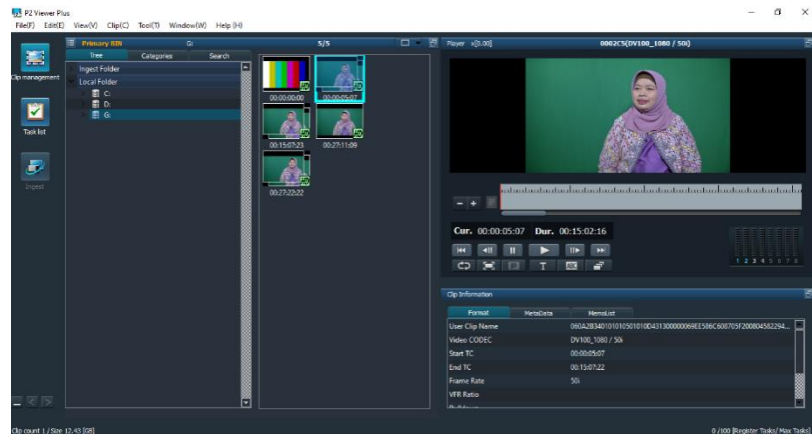 P2 Viewer Plus
File(F) Edit(E) View(V) Clip(C) Tool(T) Window(W) Help (H)
Primary BIN G: 5/5
Player x[1.00] 0002C5(DV100_1080 / 50i)
Tree Categories Search
Ingest Folder
Local Folder
C:
D:
G:
Clip management
Task list
Ingest
00:00:00:00 00:00:05:07
00:15:07:23 00:27:11:09
00:27:22:22
Cur. 00:00:05:07 Dur. 00:15:02:16
1 2 3 4 5 6 7 8
Clip Information
Format MetaData MemoList
User Clip Name
Video CODEC DV100_1080 / 50i
Start TC 00:00:05:07
End TC 00:15:07:22
Frame Rate 50i
VFR Ratio
Clip count 1 / Size 12.43 [GB]
0 /100 [Register Tasks/ Max Tasks]